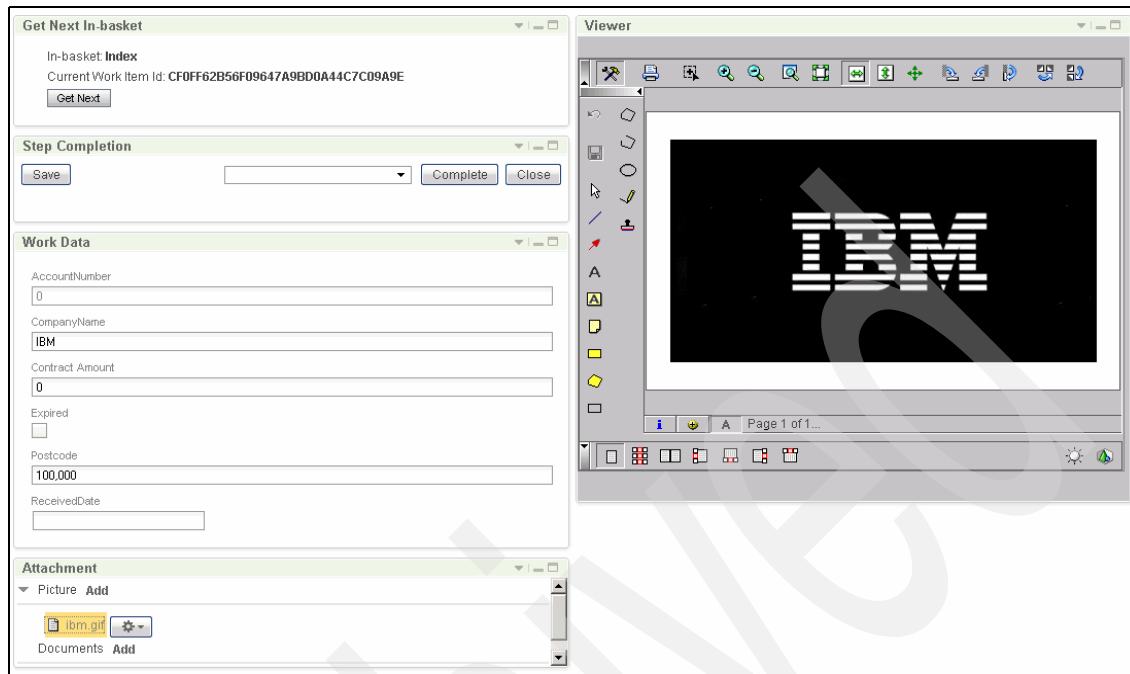 Get Next In-basket
In-basket: Index
Current Work Item Id: CF0FF62B56F09647A9BD0A44C7C09A9E
Get Next
Step Completion
Save
Complete
Close
Work Data
AccountNumber
0
CompanyName
IBM
Contract Amount
0
Expired
Postcode
100,000
ReceivedDate
Attachment
Picture Add
ibm.gif
Documents Add
Viewer
A
A
IBM
i A Page 1 of 1...